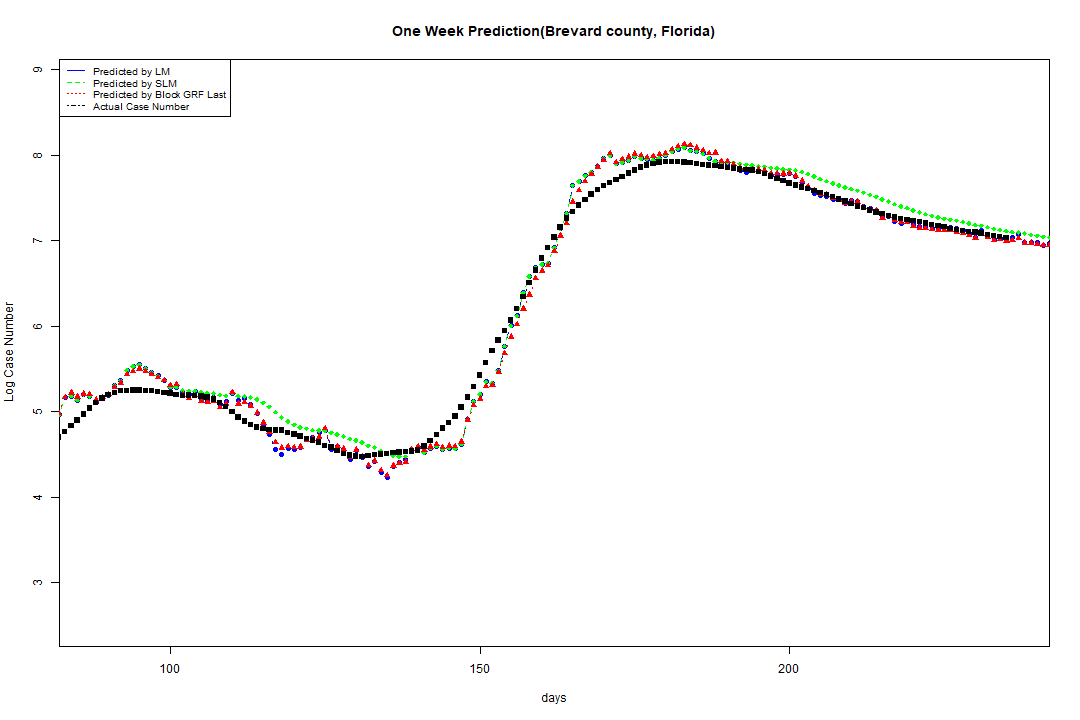 One Week Prediction(Brevard county, Florida)
Predicted by LM
Predicted by SLM
Predicted by Block GRF Last
Actual Case Number
9
8
7
6
5
4
3
Log Case Number
100 150 200
days